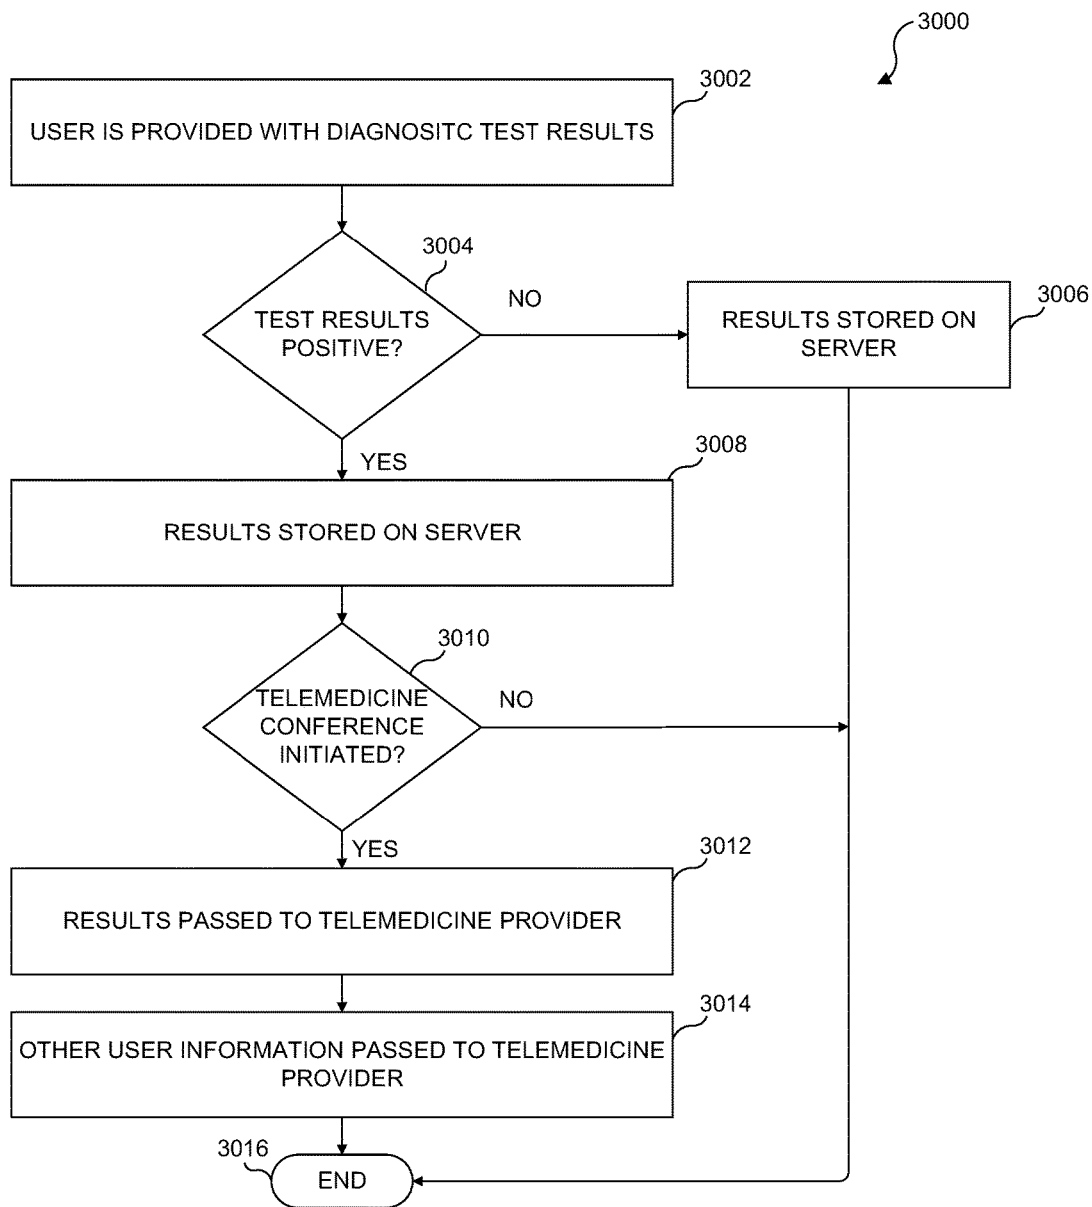 3000
3002
USER IS PROVIDED WITH DIAGNOSITC TEST RESULTS
3004
TEST RESULTS
POSITIVE?
NO
3006
RESULTS STORED ON
SERVER
YES
3008
RESULTS STORED ON SERVER
3010
TELEMEDICINE
CONFERENCE
INITIATED?
NO
YES
3012
RESULTS PASSED TO TELEMEDICINE PROVIDER
3014
OTHER USER INFORMATION PASSED TO TELEMEDICINE
PROVIDER
3016
END